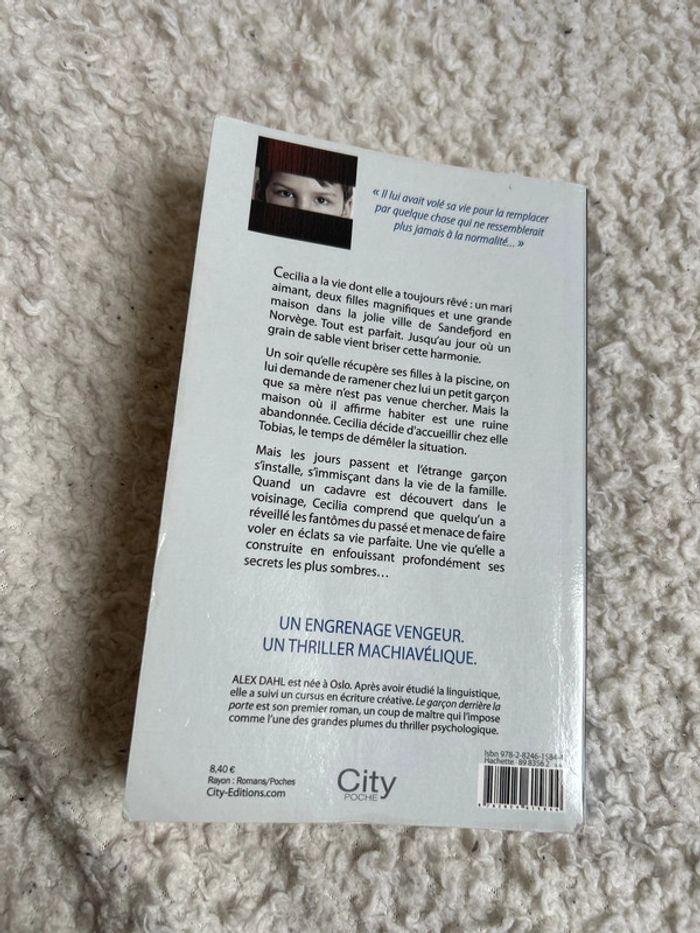 « Il lui avait volé sa vie pour la remplacer
par quelque chose qui ne ressemblerait
plus jamais à la normalité... »
Cecilia a la vie dont elle a toujours rêvé : un mari
aimant, deux filles magnifiques et une grande
maison dans la jolie ville de Sandefjord en
Norvège. Tout est parfait. Jusqu'au jour où un
grain de sable vient briser cette harmonie.
Un soir qu'elle récupère ses filles à la piscine, on
lui demande de ramener chez lui un petit garçon
que sa mère n'est pas venue chercher. Mais la
maison où il affirme habiter est une ruine
abandonnée. Cecilia décide d'accueillir chez elle
Tobias, le temps de démêler la situation.
Mais les jours passent et l'étrange garçon
s'installe, s'immisçant dans la vie de la famille.
Quand un cadavre est découvert dans le
voisinage, Cecilia comprend que quelqu'un a
réveillé les fantômes du passé et menace de faire
voler en éclats sa vie parfaite. Une vie qu'elle a
construite en enfouissant profondément ses
secrets les plus sombres...
UN ENGRENAGE VENGEUR.
UN THRILLER MACHIAVÉLIQUE.
ALEX DAHL est née à Oslo. Après avoir étudié la linguistique,
elle a suivi un cursus en écriture créative. Le garçon derrière la
porte est son premier roman, un coup de maître qui l'impose
comme l'une des grandes plumes du thriller psychologique.
8,40 €
Rayon : Romans/Poches
City-Editions.com
City
POCHE
Isbn 978-2-8246-1584-4
Hachette 89 8356 2